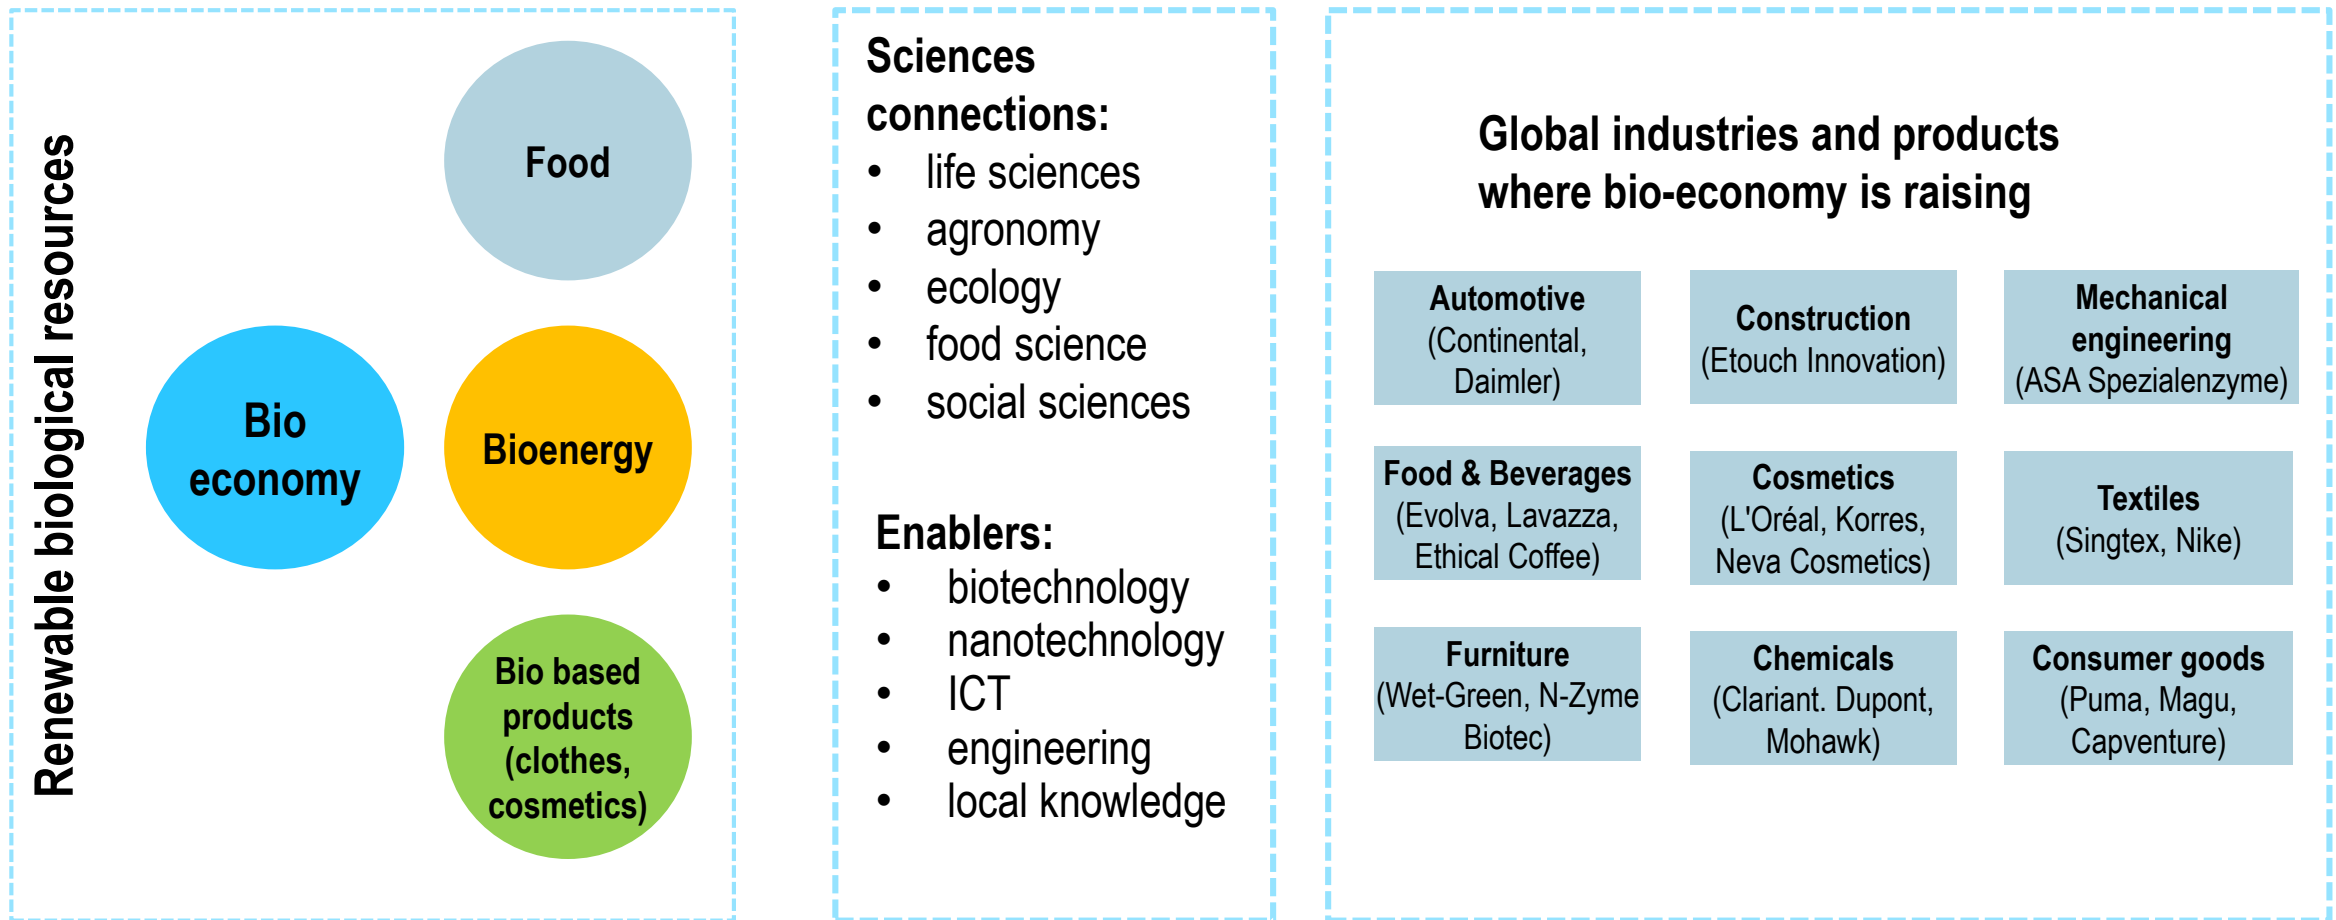 Renewable biological resources
Food
Bio
economy
Bioenergy
Bio based
products
(clothes,
cosmetics)
Sciences
connections:
• life sciences
• agronomy
• ecology
• food science
• social sciences
Enablers:
• biotechnology
• nanotechnology
• ICT
• engineering
• local knowledge
Global industries and products
where bio-economy is raising
Automotive
(Continental,
Daimler)
Construction
(Etouch Innovation)
Mechanical
engineering
(ASA Spezialenzyme)
Food & Beverages
(Evolva, Lavazza,
Ethical Coffee)
Cosmetics
(L'Oréal, Korres,
Neva Cosmetics)
Textiles
(Singtex, Nike)
Furniture
(Wet-Green, N-Zyme
Biotec)
Chemicals
(Clariant. Dupont,
Mohawk)
Consumer goods
(Puma, Magu,
Capventure)